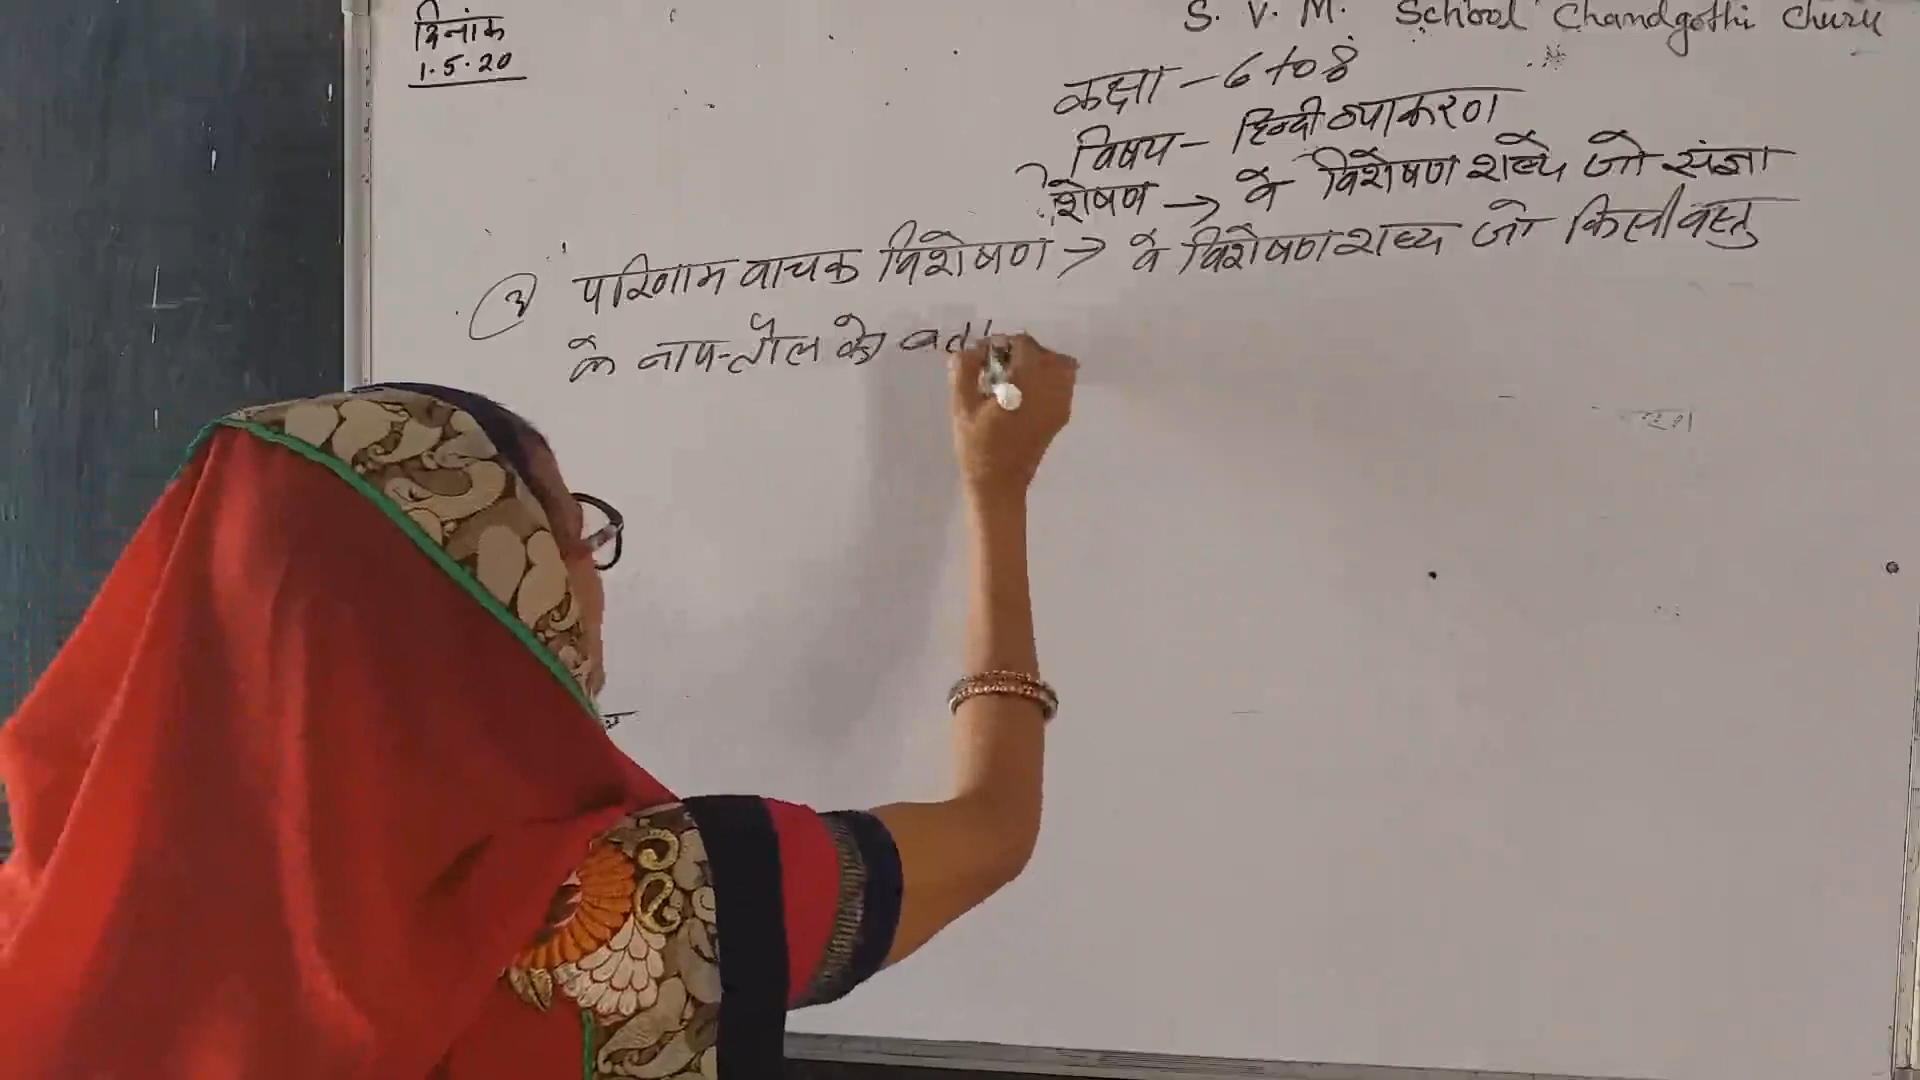 दिनांक
1.5.20
S. V. M. School Chandgothi Churu
कक्षा - 6 to 8
विषय - हिन्दी व्याकरण
शेषण → वे विशेषण शब्द जो संज्ञा
③ परिणाम वाचक विशेषण → वे विशेषण शब्द जो किसी वस्तु
के नाप-तौल को बता